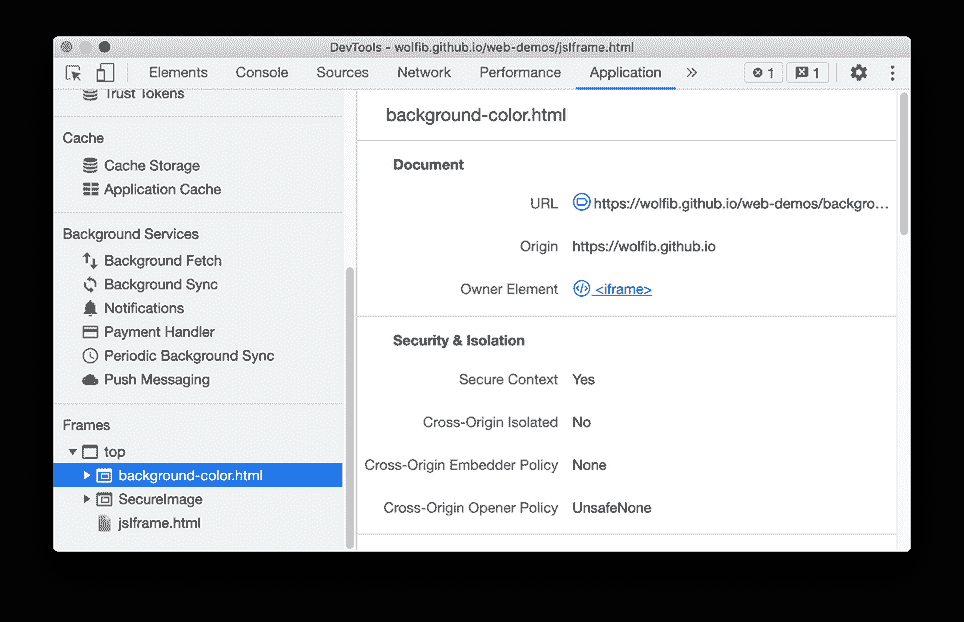 DevTools - wolfib.github.io/web-demos/jsIframe.html
Elements Console Sources Network Performance Application » 1 1
Trust Tokens
Cache
Cache Storage
Application Cache
Background Services
Background Fetch
Background Sync
Notifications
Payment Handler
Periodic Background Sync
Push Messaging
Frames
top
background-color.html
SecureImage
jsIframe.html
background-color.html
Document
URL https://wolfib.github.io/web-demos/backgro…
Origin https://wolfib.github.io
Owner Element <iframe>
Security & Isolation
Secure Context Yes
Cross-Origin Isolated No
Cross-Origin Embedder Policy None
Cross-Origin Opener Policy UnsafeNone